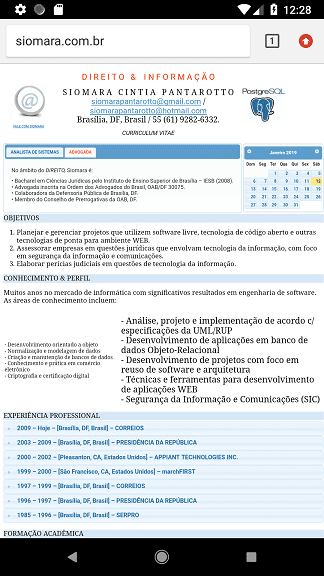 12:28
siomara.com.br
1
DIREITO & INFORMAÇÃO
SIOMARA CINTIA PANTAROTTO
siomarapantarotto@gmail.com /
siomarapantarotto@hotmail.com
Brasília, DF, Brasil / 55 (61) 9282-6332.
CURRICULUM VITAE
@
FALE COM SIOMARA
PostgreSQL
ANALISTA DE SISTEMAS
ADVOGADA
No âmbito do DIREITO, Siomara é:
• Bacharel em Ciências Jurídicas pelo Instituto de Ensino Superior de Brasília – IESB (2008).
• Advogada inscrita na Ordem dos Advogados do Brasil, OAB/DF 30075.
• Colaboradora da Defensoria Pública de Brasília, DF.
• Membro do Conselho de Prerrogativas da OAB, DF.
Janeiro 2019
Dom Seg Ter Qua Qui Sex Sáb
1 2 3 4 5
6 7 8 9 10 11 12
13 14 15 16 17 18 19
20 21 22 23 24 25 26
27 28 29 30 31
OBJETIVOS
1. Planejar e gerenciar projetos que utilizem software livre, tecnologia de código aberto e outras
tecnologias de ponta para ambiente WEB.
2. Assessorar empresas em questões jurídicas que envolvam tecnologia da informação, com foco
em segurança da informação e comunicações.
3. Elaborar perícias judiciais em questões de tecnologia da informação.
CONHECIMENTO & PERFIL
Muitos anos no mercado de informática com significativos resultados em engenharia de software.
As áreas de conhecimento incluem:
- Desenvolvimento orientado a objeto
- Normalização e modelagem de dados
- Criação e manutenção de bancos de dados
- Conhecimento e prática em comércio
eletrônico
- Criptografia e certificação digital
- Análise, projeto e implementação de acordo c/
especificações da UML/RUP
- Desenvolvimento de aplicações em banco de
dados Objeto-Relacional
- Desenvolvimento de projetos com foco em
reuso de software e arquitetura
- Técnicas e ferramentas para desenvolvimento
de aplicações WEB
- Segurança da Informação e Comunicações (SIC)
EXPERIÊNCIA PROFISSIONAL
2009 – Hoje – [Brasília, DF, Brasil] – CORREIOS
2003 – 2009 – [Brasília, DF, Brasil] – PRESIDÊNCIA DA REPÚBLICA
2000 – 2002 – [Pleasanton, CA, Estados Unidos] – APPIANT TECHNOLOGIES INC.
1999 – 2000 – [São Francisco, CA, Estados Unidos] – marchFIRST
1997 – 1999 – [Brasília, DF, Brasil] – CORREIOS
1996 – 1997 – [Brasília, DF, Brasil] – PRESIDÊNCIA DA REPÚBLICA
1985 – 1996 – [Brasília, DF, Brasil] – SERPRO
FORMAÇÃO ACADÊMICA